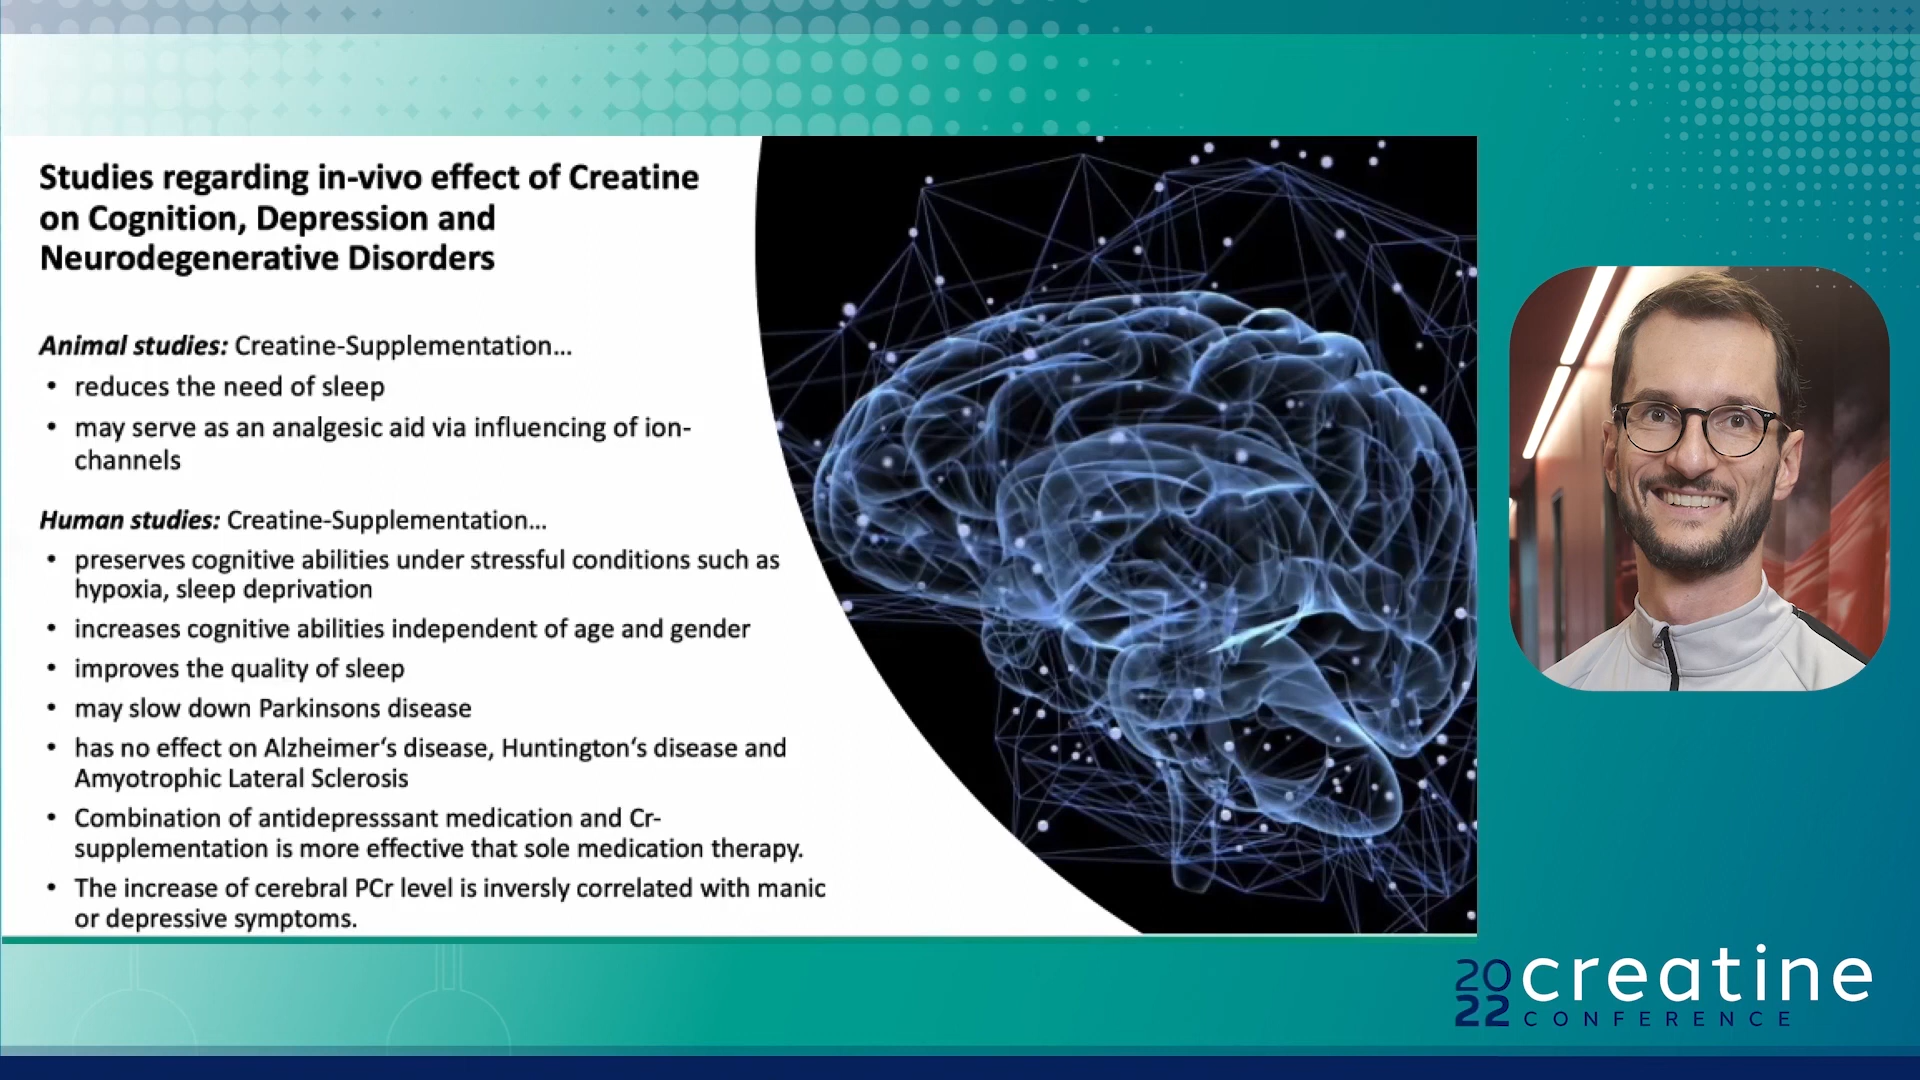 Studies regarding in-vivo effect of Creatine
on Cognition, Depression and
Neurodegenerative Disorders
Animal studies: Creatine-Supplementation...
• reduces the need of sleep
• may serve as an analgesic aid via influencing of ion-
channels
Human studies: Creatine-Supplementation...
• preserves cognitive abilities under stressful conditions such as
hypoxia, sleep deprivation
• increases cognitive abilities independent of age and gender
• improves the quality of sleep
• may slow down Parkinsons disease
• has no effect on Alzheimer‘s disease, Huntington‘s disease and
Amyotrophic Lateral Sclerosis
• Combination of antidepresssant medication and Cr-
supplementation is more effective that sole medication therapy.
• The increase of cerebral PCr level is inversly correlated with manic
or depressive symptoms.
2022 creatine
CONFERENCE